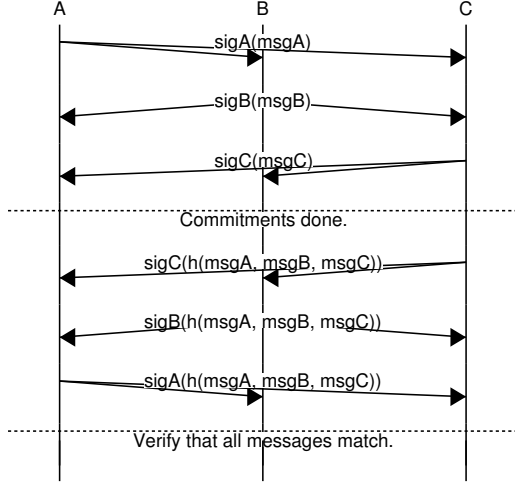 A B C
sigA(msgA)
sigB(msgB)
sigC(msgC)
Commitments done.
sigC(h(msgA, msgB, msgC))
sigB(h(msgA, msgB, msgC))
sigA(h(msgA, msgB, msgC))
Verify that all messages match.